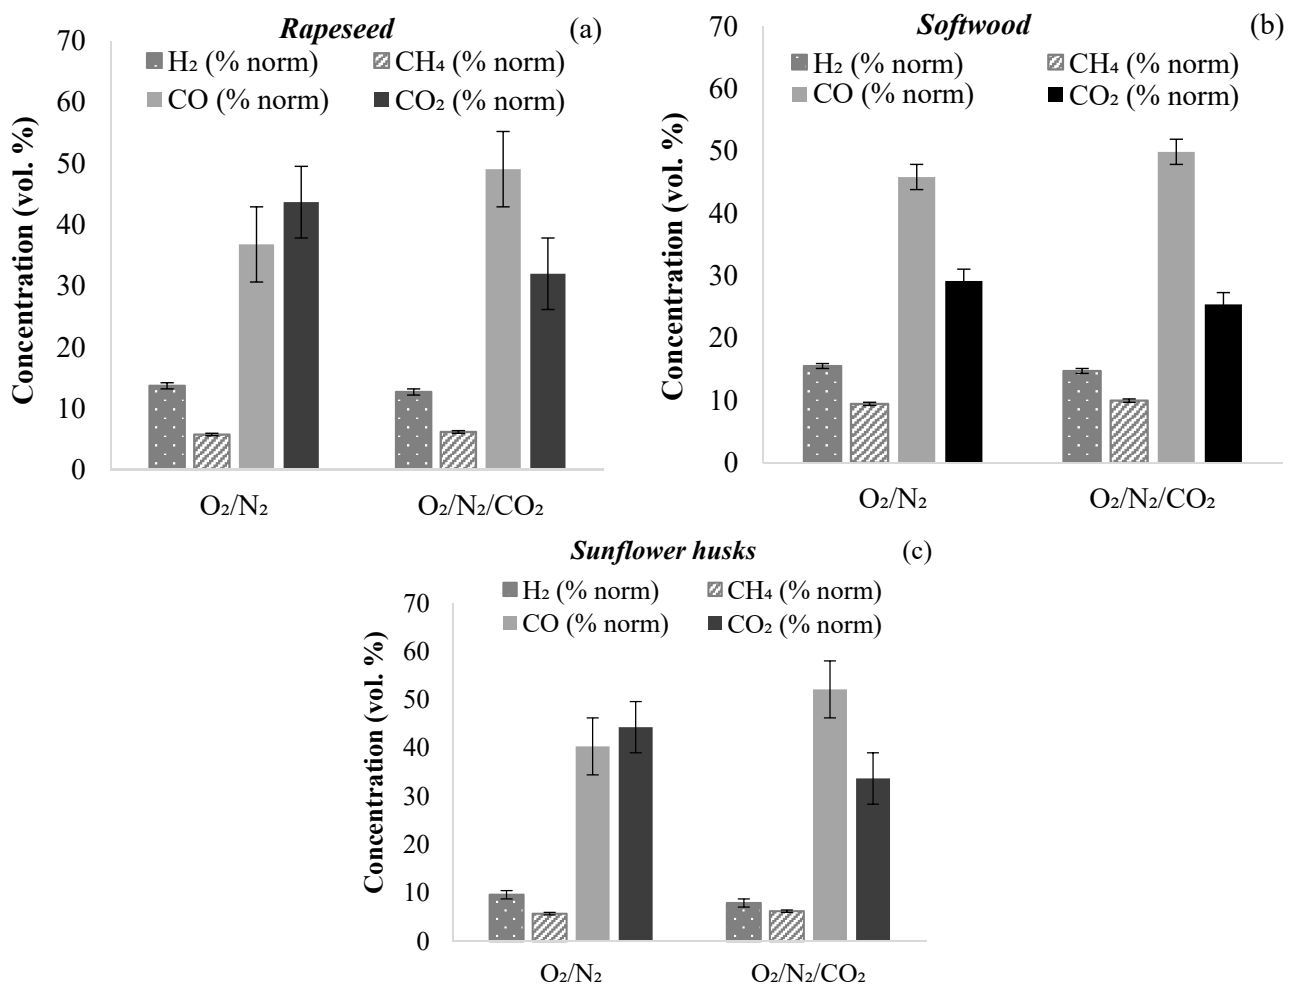 Rapeseed (a)
H₂ (% norm) CH₄ (% norm)
CO (% norm) CO₂ (% norm)
Concentration (vol. %)
70
60
50
40
30
20
10
0
O₂/N₂ O₂/N₂/CO₂
Softwood (b)
H₂ (% norm) CH₄ (% norm)
CO (% norm) CO₂ (% norm)
Concentration (vol. %)
70
60
50
40
30
20
10
0
O₂/N₂ O₂/N₂/CO₂
Sunflower husks (c)
H₂ (% norm) CH₄ (% norm)
CO (% norm) CO₂ (% norm)
Concentration (vol. %)
70
60
50
40
30
20
10
0
O₂/N₂ O₂/N₂/CO₂